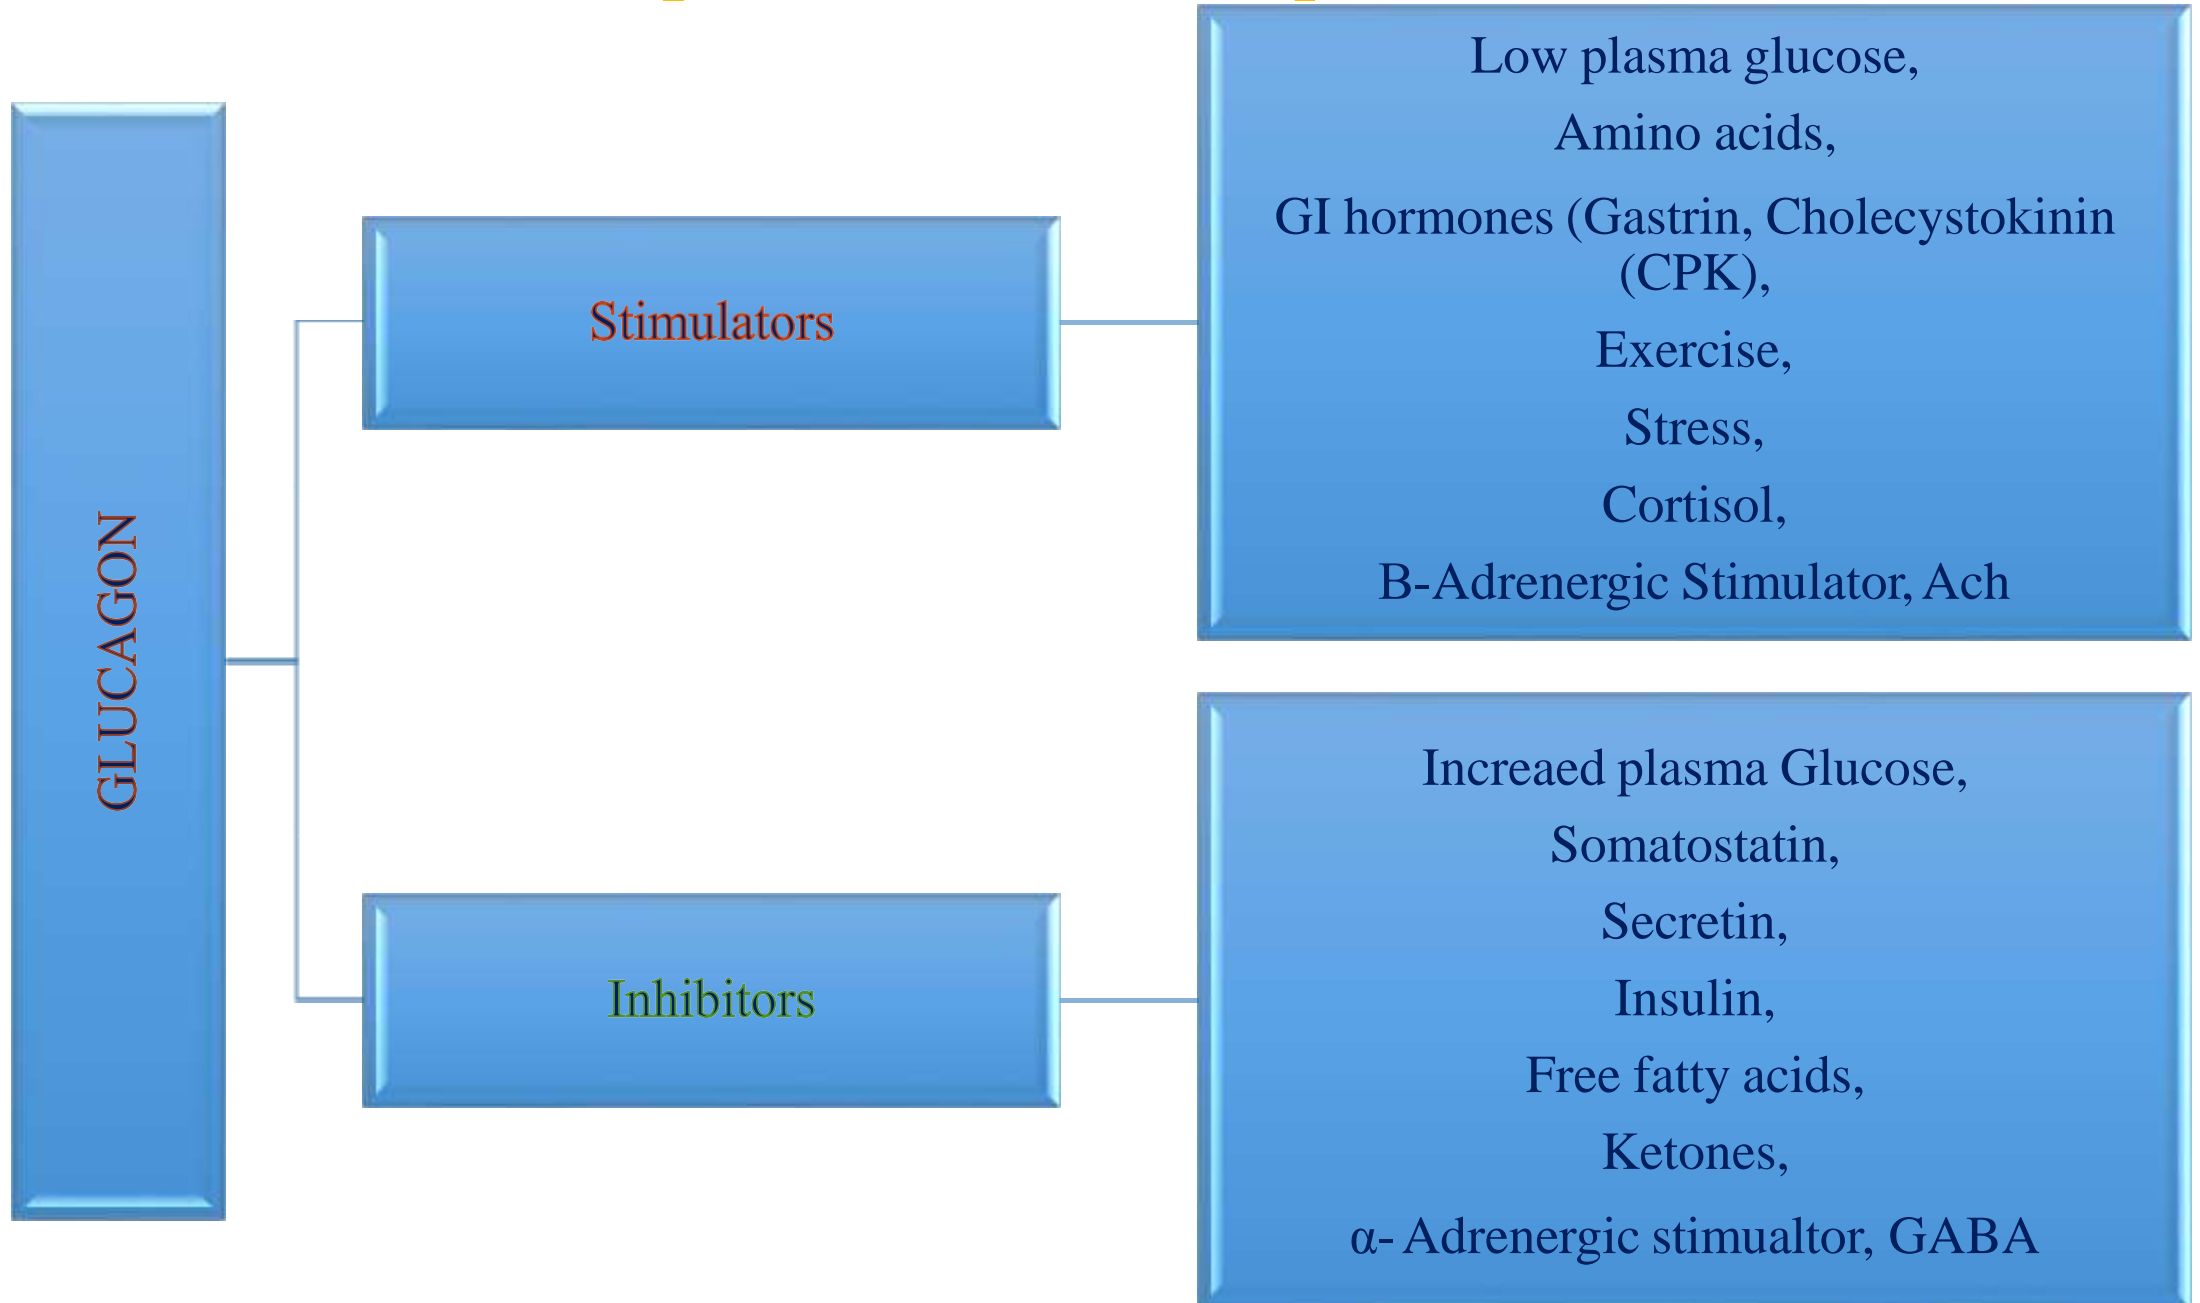 GLUCAGON
Stimulators
Low plasma glucose,
Amino acids,
GI hormones (Gastrin, Cholecystokinin
(CPK),
Exercise,
Stress,
Cortisol,
B-Adrenergic Stimulator, Ach
Inhibitors
Increaed plasma Glucose,
Somatostatin,
Secretin,
Insulin,
Free fatty acids,
Ketones,
α- Adrenergic stimualtor, GABA